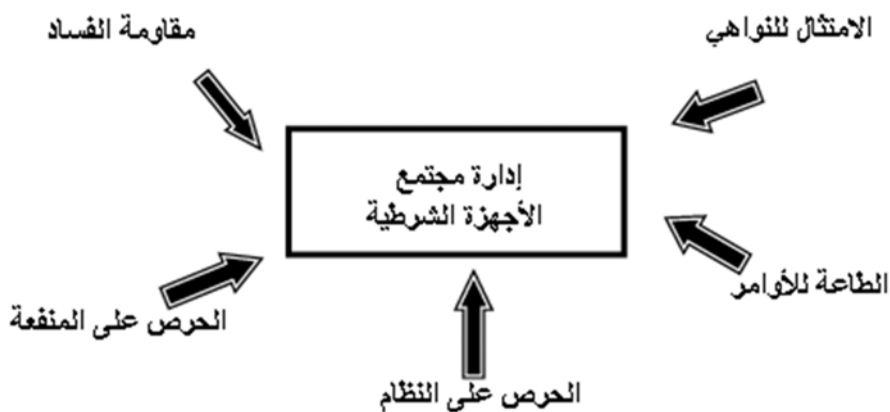 الامتثال للنواهي
مقاومة الفساد
إدارة مجتمع
الأجهزة الشرطية
الطاعة للأوامر
الحرص على المنفعة
الحرص على النظام